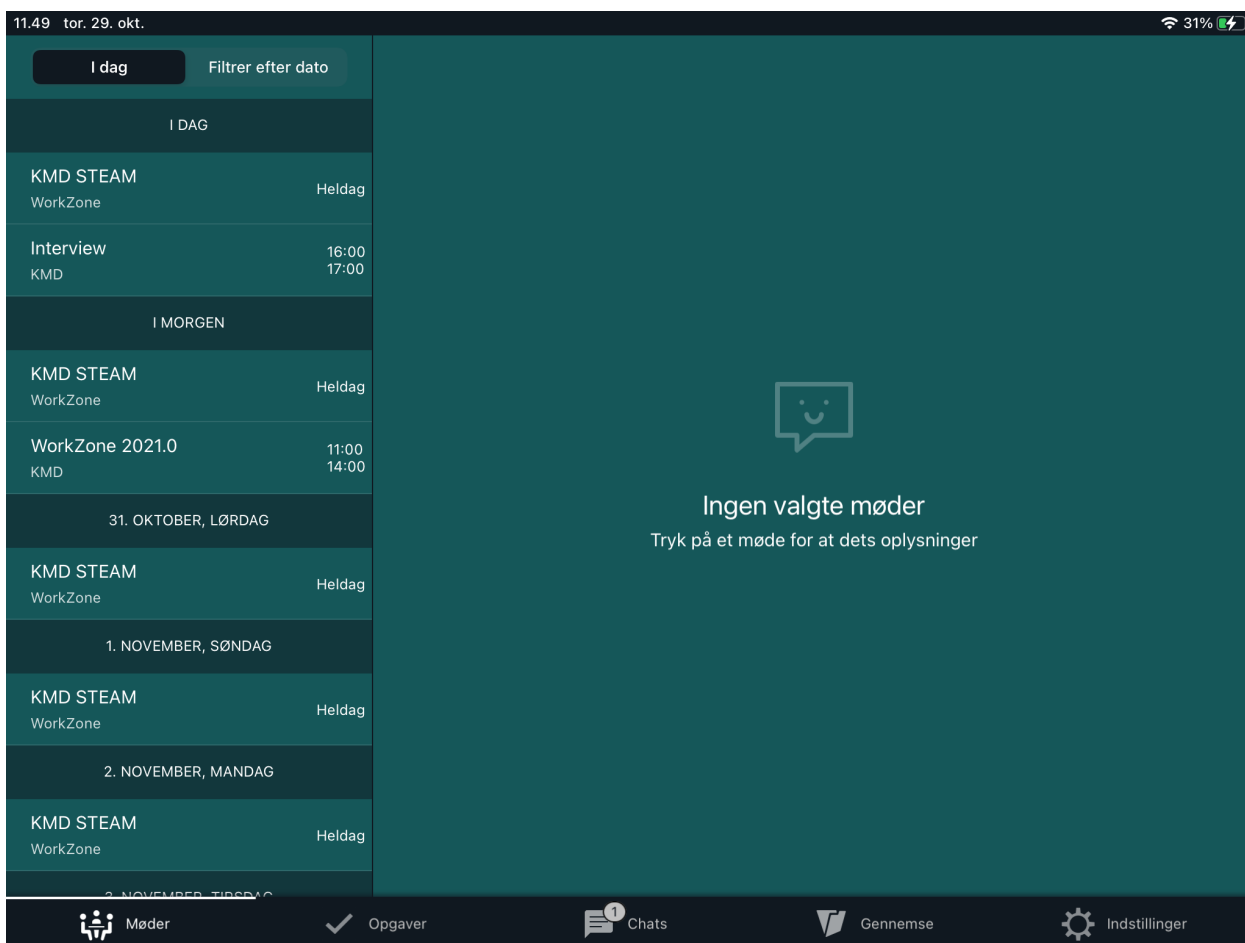 11.49 tor. 29. okt.
31%
I dag
Filtrer efter dato
I DAG
KMD STEAM
WorkZone
Heldag
Interview
KMD
16:00
17:00
I MORGEN
KMD STEAM
WorkZone
Heldag
WorkZone 2021.0
KMD
11:00
14:00
31. OKTOBER, LØRDAG
KMD STEAM
WorkZone
Heldag
1. NOVEMBER, SØNDAG
KMD STEAM
WorkZone
Heldag
2. NOVEMBER, MANDAG
KMD STEAM
WorkZone
Heldag
3. NOVEMBER, TIRSDAG
Ingen valgte møder
Tryk på et møde for at dets oplysninger
Møder
Opgaver
1
Chats
Gennemse
Indstillinger